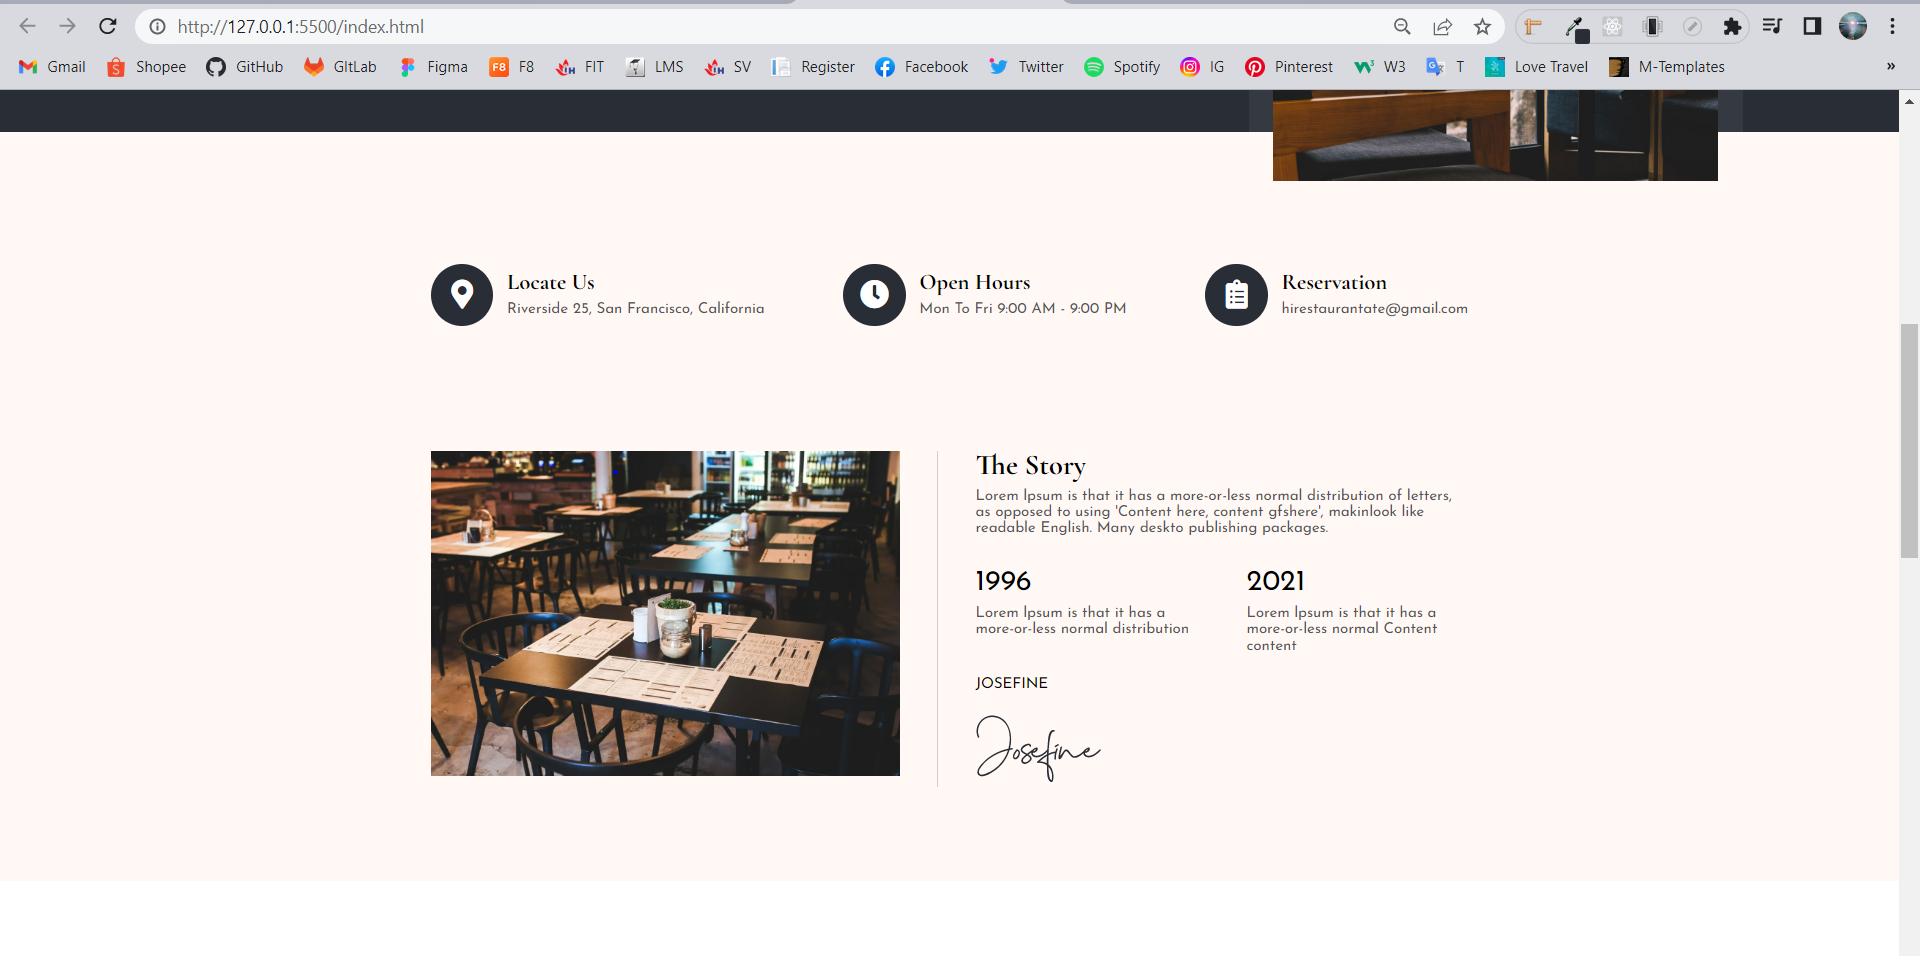 http://127.0.0.1:5500/index.html
Gmail Shopee GitHub GItLab Figma F8 F8 FIT LMS SV Register Facebook Twitter Spotify IG Pinterest W3 T Love Travel M-Templates »
Locate Us
Riverside 25, San Francisco, California
Open Hours
Mon To Fri 9:00 AM - 9:00 PM
Reservation
hirestaurantate@gmail.com
The Story
Lorem Ipsum is that it has a more-or-less normal distribution of letters,
as opposed to using 'Content here, content gfshere', makinlook like
readable English. Many deskto publishing packages.
1996
Lorem Ipsum is that it has a
more-or-less normal distribution
2021
Lorem Ipsum is that it has a
more-or-less normal Content
content
JOSEFINE
Josefine